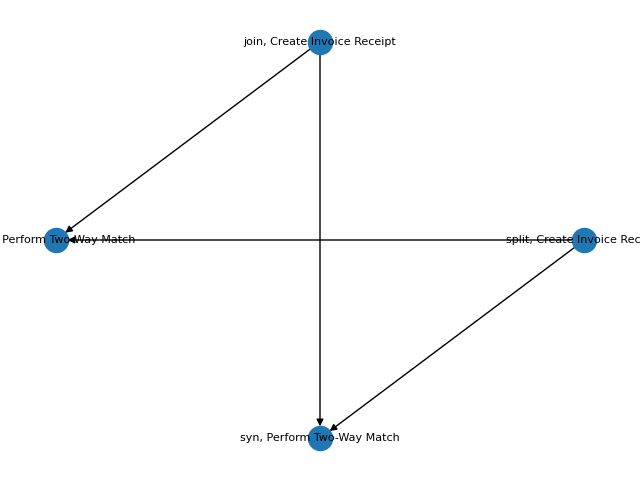 join, Create Invoice Receipt
Perform Two-Way Match
split, Create Invoice Rec
syn, Perform Two-Way Match